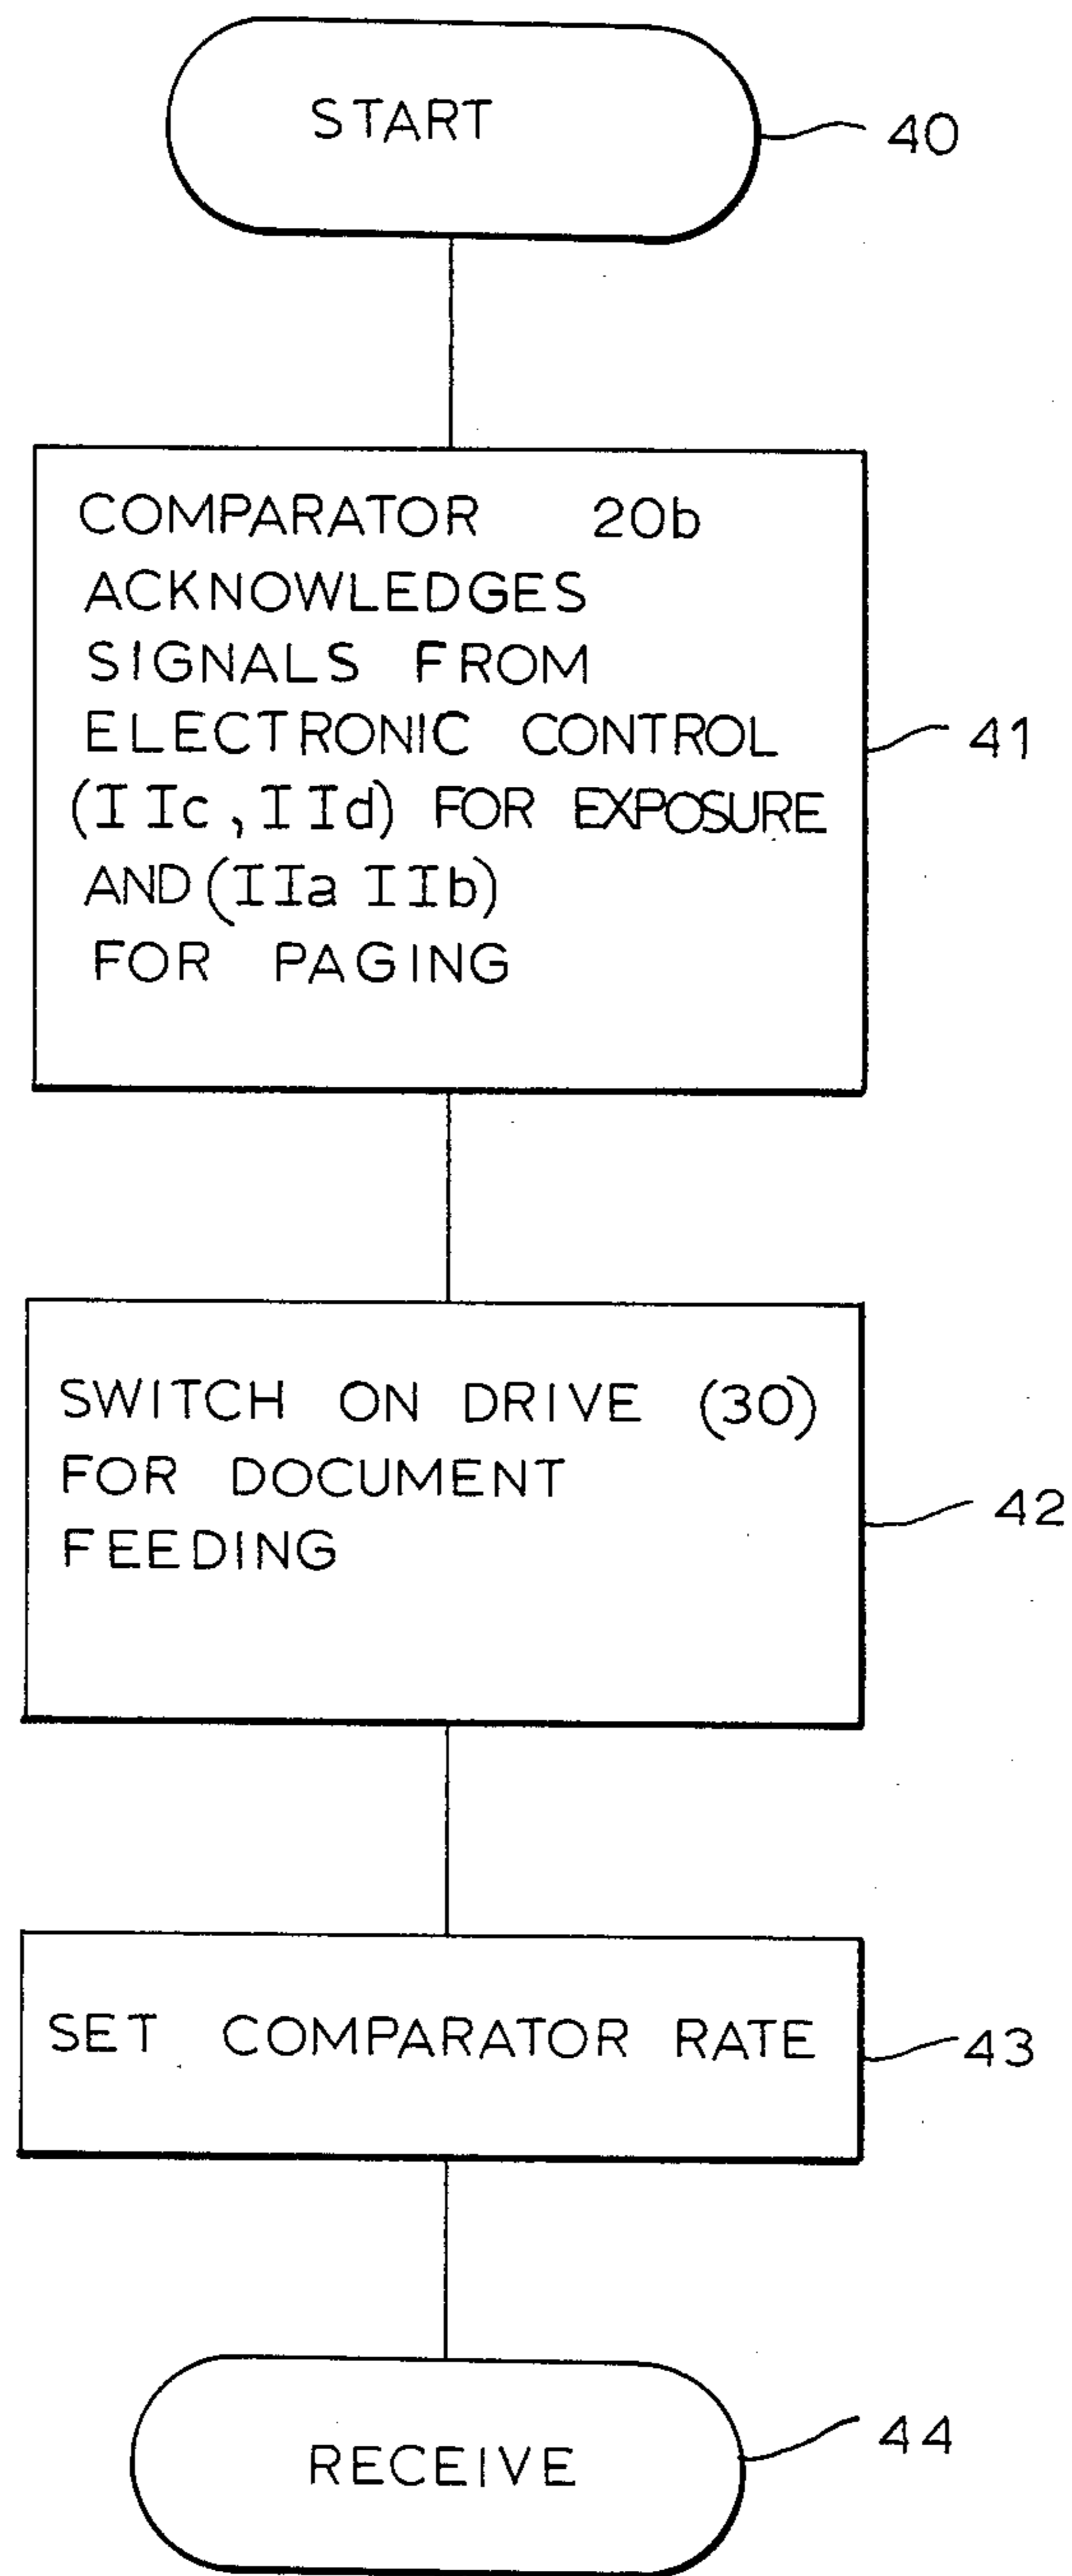 START
40
COMPARATOR 20b
ACKNOWLEDGES
SIGNALS FROM
ELECTRONIC CONTROL
(IIc, IId) FOR EXPOSURE
AND (IIa IIb)
FOR PAGING
41
SWITCH ON DRIVE (30)
FOR DOCUMENT
FEEDING
42
SET COMPARATOR RATE
43
RECEIVE
44